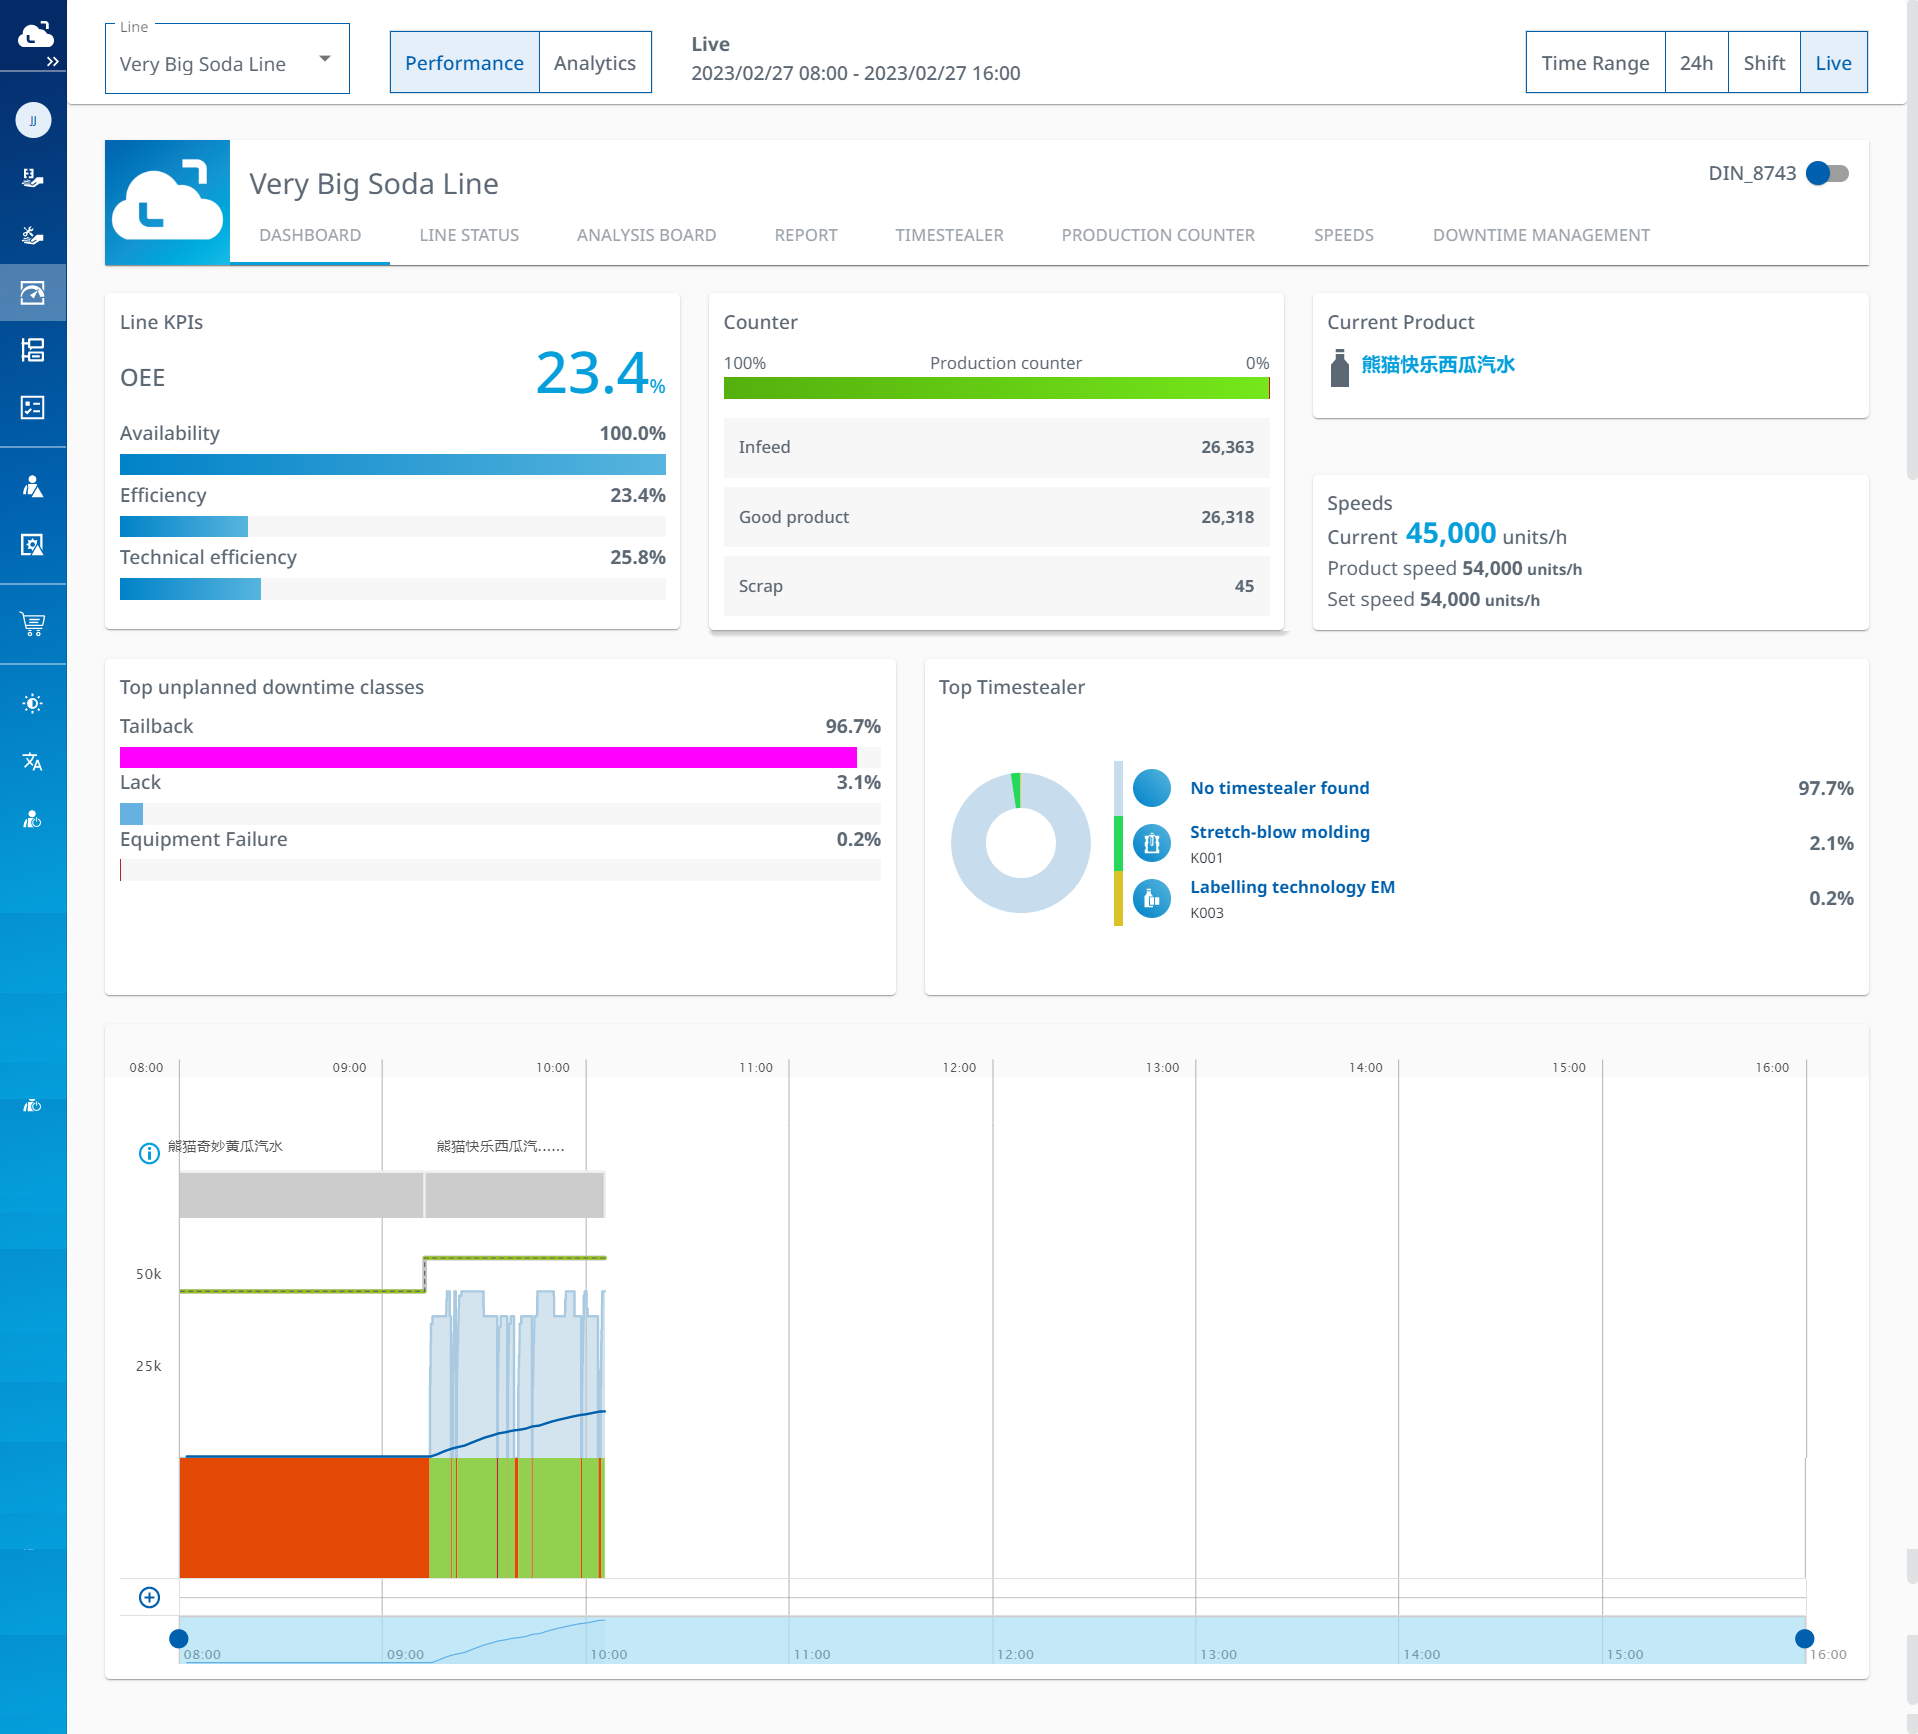 Line
Very Big Soda Line
Performance
Analytics
Live
2023/02/27 08:00 - 2023/02/27 16:00
Time Range
24h
Shift
Live
JJ
Very Big Soda Line
DIN_8743
DASHBOARD
LINE STATUS
ANALYSIS BOARD
REPORT
TIMESTEALER
PRODUCTION COUNTER
SPEEDS
DOWNTIME MANAGEMENT
Line KPIs
OEE
23.4%
Availability
100.0%
Efficiency
23.4%
Technical efficiency
25.8%
Counter
100%
Production counter
0%
Infeed
26,363
Good product
26,318
Scrap
45
Current Product
熊猫快乐西瓜汽水
Speeds
Current 45,000 units/h
Product speed 54,000 units/h
Set speed 54,000 units/h
Top unplanned downtime classes
Tailback
96.7%
Lack
3.1%
Equipment Failure
0.2%
Top Timestealer
No timestealer found
97.7%
Stretch-blow molding
K001
2.1%
Labelling technology EM
K003
0.2%
08:00
09:00
10:00
11:00
12:00
13:00
14:00
15:00
16:00
熊猫奇妙黄瓜汽水
熊猫快乐西瓜汽......
50k
25k
08:00
09:00
10:00
11:00
12:00
13:00
14:00
15:00
16:00